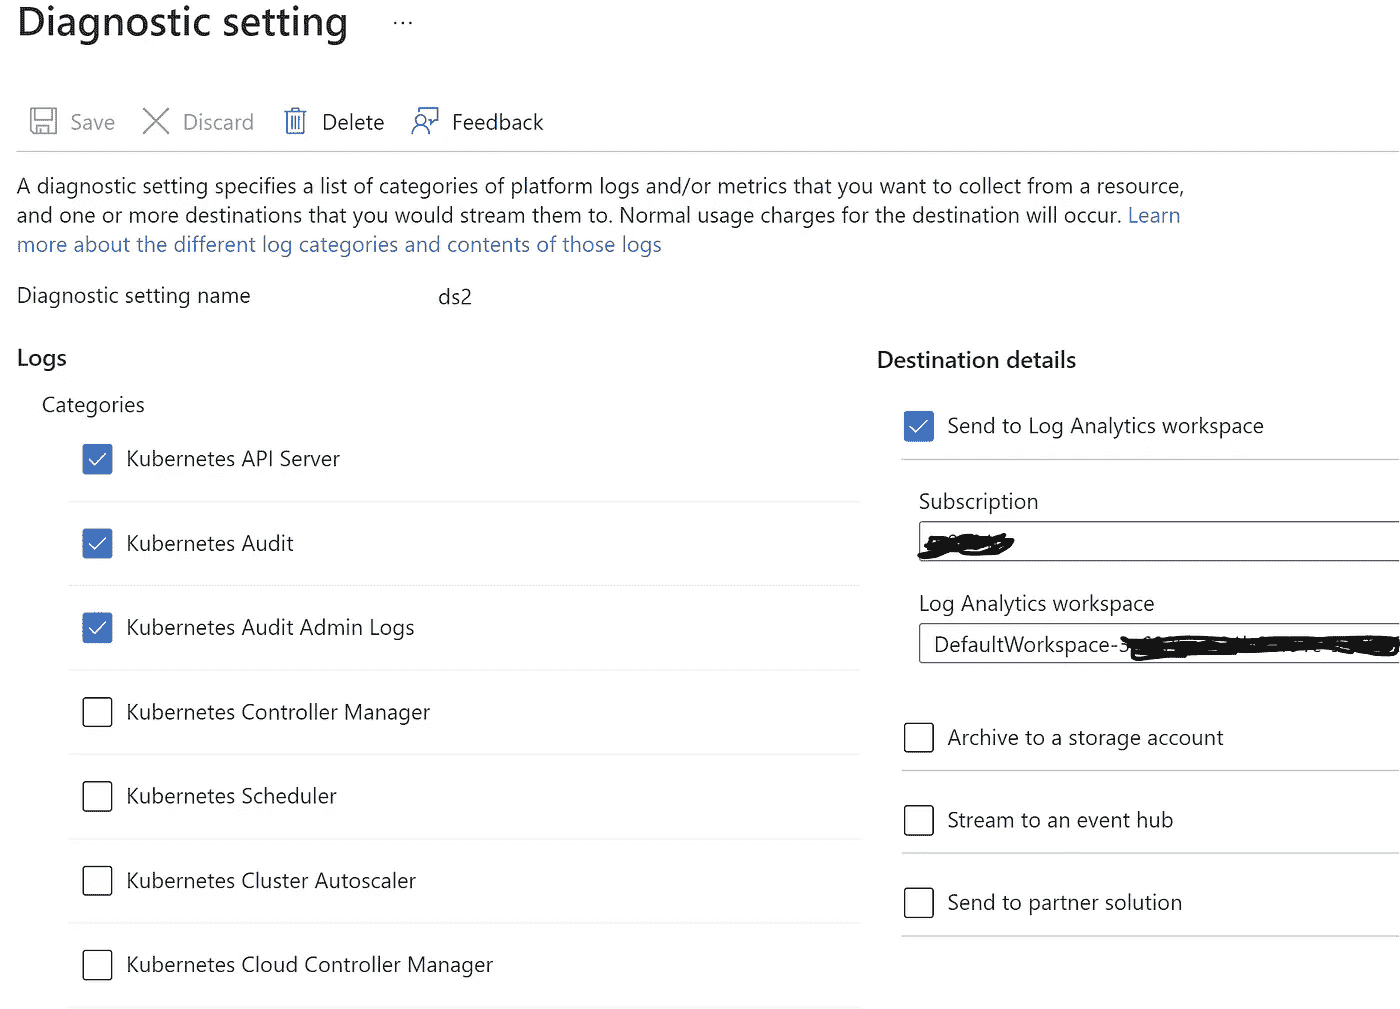 Diagnostic setting ...
Save Discard Delete Feedback
A diagnostic setting specifies a list of categories of platform logs and/or metrics that you want to collect from a resource,
and one or more destinations that you would stream them to. Normal usage charges for the destination will occur. Learn
more about the different log categories and contents of those logs
Diagnostic setting name ds2
Logs
Categories
Kubernetes API Server
Kubernetes Audit
Kubernetes Audit Admin Logs
Kubernetes Controller Manager
Kubernetes Scheduler
Kubernetes Cluster Autoscaler
Kubernetes Cloud Controller Manager
Destination details
Send to Log Analytics workspace
Subscription
Log Analytics workspace
DefaultWorkspace-
Archive to a storage account
Stream to an event hub
Send to partner solution